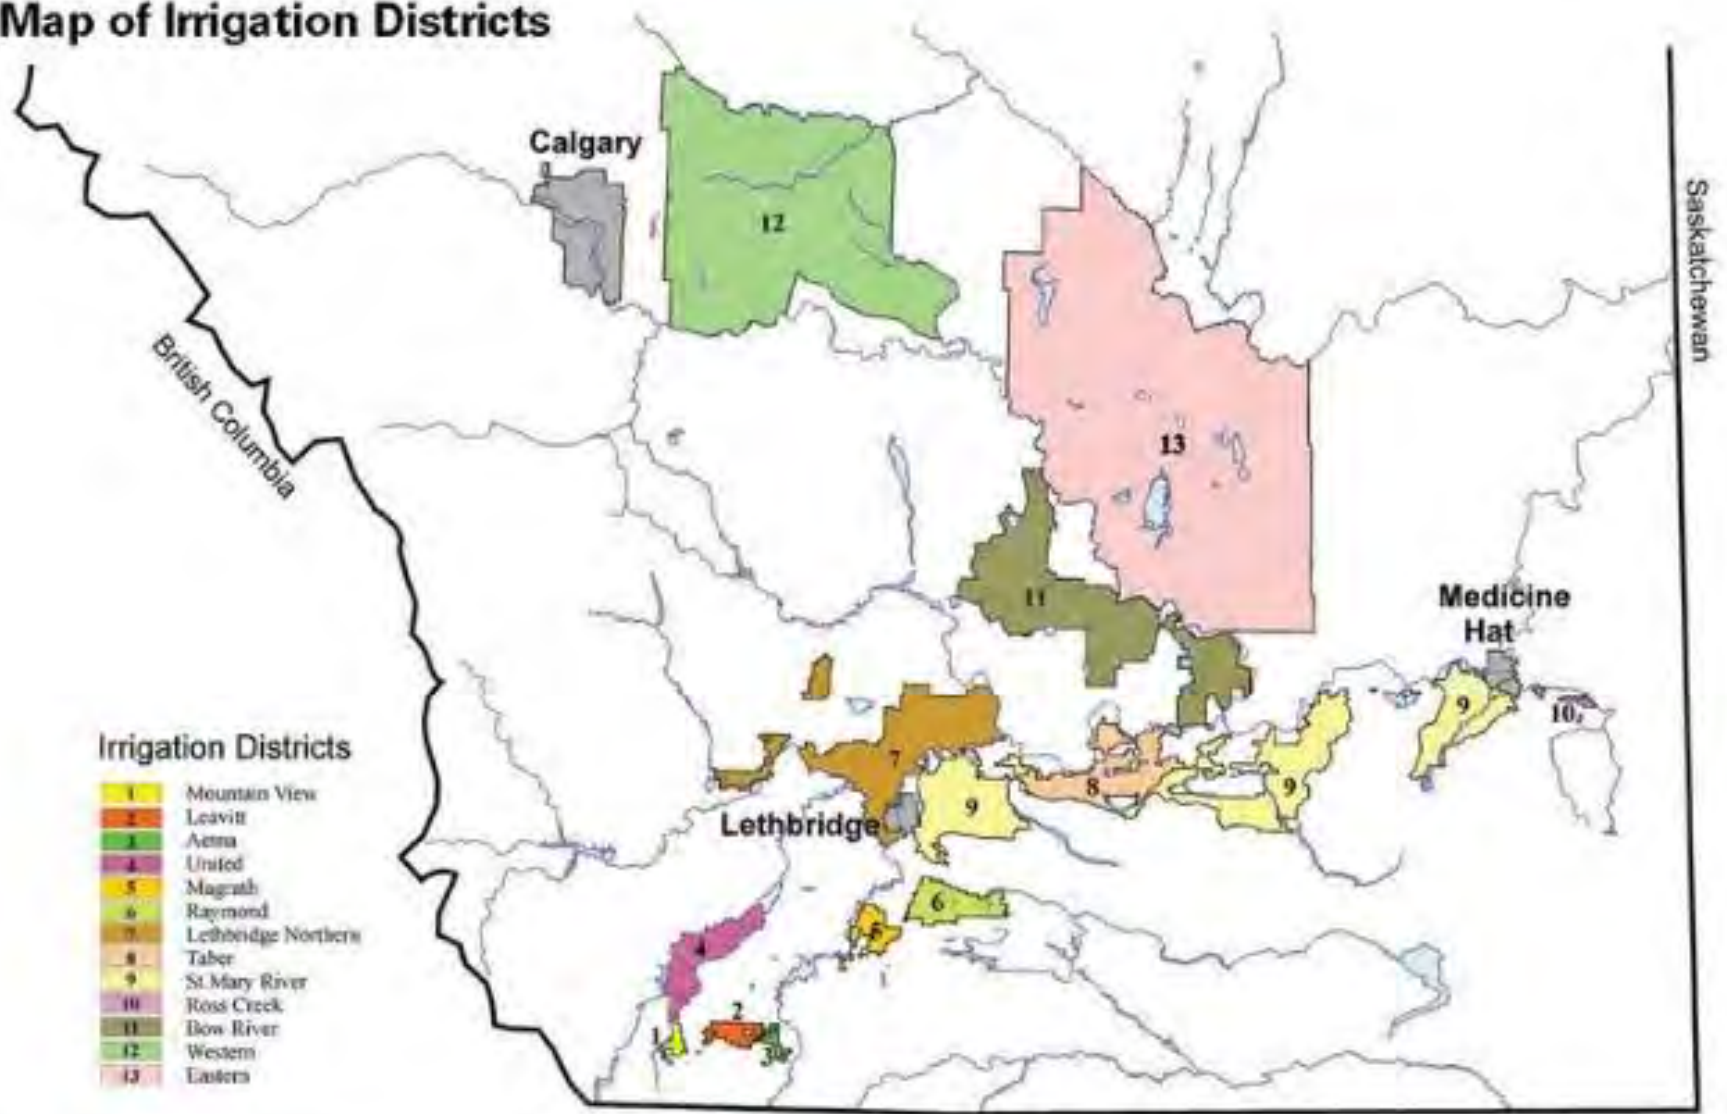 Map of Irrigation Districts
Calgary
12
Saskatchewan
British Columbia
13
11
Medicine
Hat
9
10
7
8
9
9
Lethbridge
6
5
4
2
1
3
Irrigation Districts
1 Mountain View
2 Leavitt
3 Aetna
4 United
5 Magrath
6 Raymond
7 Lethbridge Northern
8 Taber
9 St Mary River
10 Ross Creek
11 Bow River
12 Western
13 Eastern